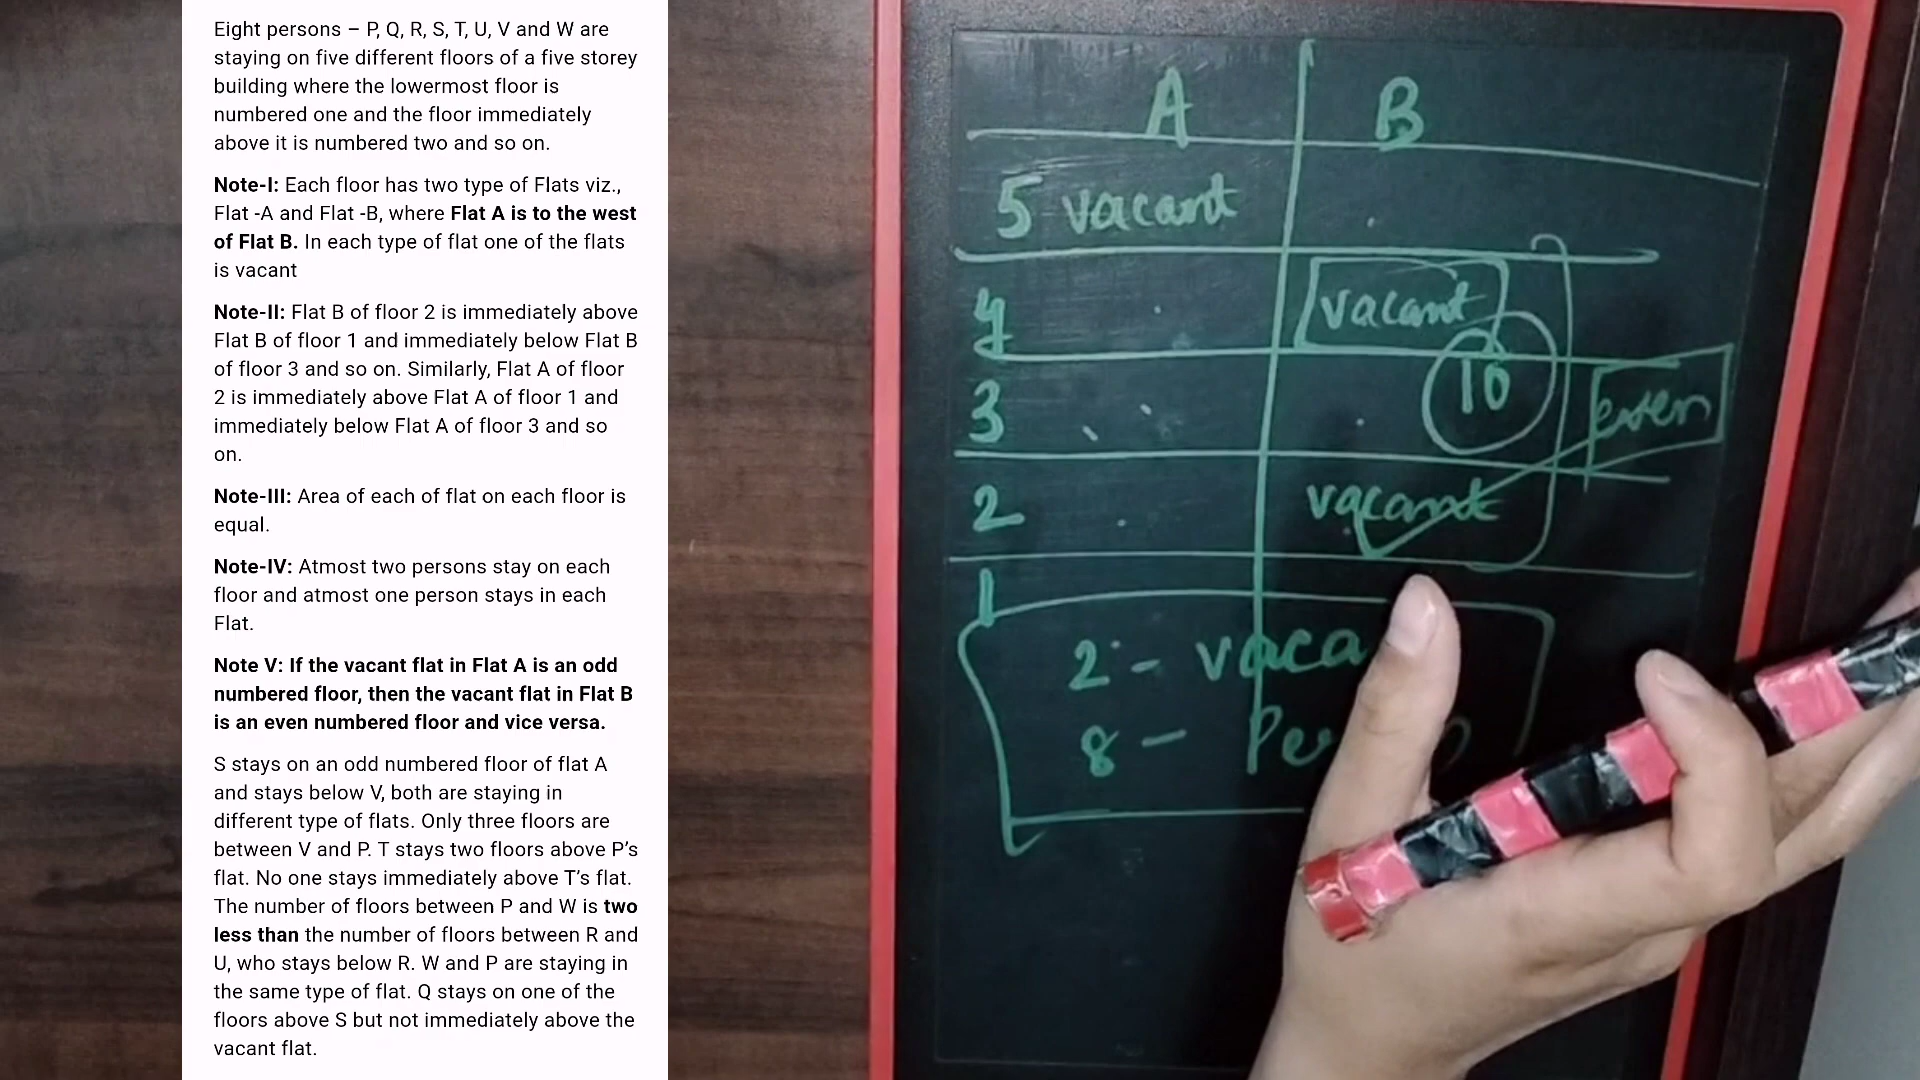 Eight persons – P, Q, R, S, T, U, V and W are
staying on five different floors of a five storey
building where the lowermost floor is
numbered one and the floor immediately
above it is numbered two and so on.
Note-I: Each floor has two type of Flats viz.,
Flat -A and Flat -B, where Flat A is to the west
of Flat B. In each type of flat one of the flats
is vacant
Note-II: Flat B of floor 2 is immediately above
Flat B of floor 1 and immediately below Flat B
of floor 3 and so on. Similarly, Flat A of floor
2 is immediately above Flat A of floor 1 and
immediately below Flat A of floor 3 and so
on.
Note-III: Area of each of flat on each floor is
equal.
Note-IV: Atmost two persons stay on each
floor and atmost one person stays in each
Flat.
Note V: If the vacant flat in Flat A is an odd
numbered floor, then the vacant flat in Flat B
is an even numbered floor and vice versa.
S stays on an odd numbered floor of flat A
and stays below V, both are staying in
different type of flats. Only three floors are
between V and P. T stays two floors above P’s
flat. No one stays immediately above T’s flat.
The number of floors between P and W is two
less than the number of floors between R and
U, who stays below R. W and P are staying in
the same type of flat. Q stays on one of the
floors above S but not immediately above the
vacant flat.
A B
5 vacant
4 vacant
3 10 even
2 vacant
1
2 - vaca
8 - Pe